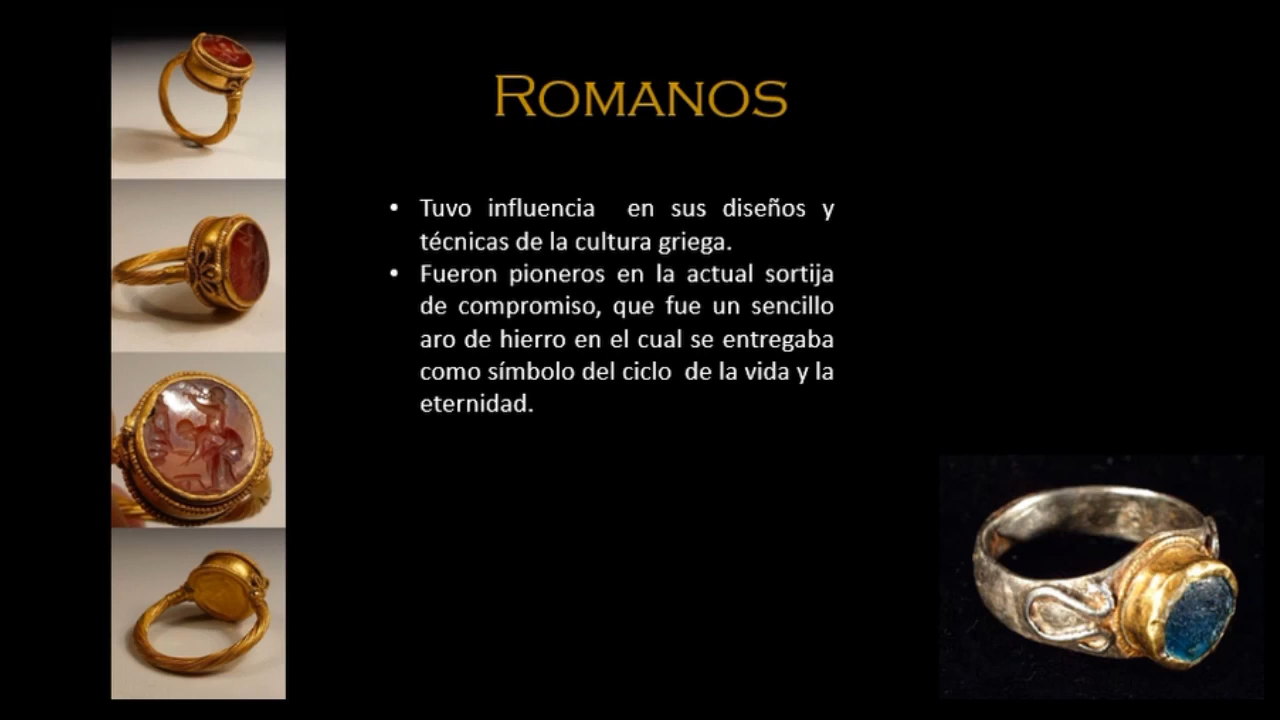 ROMANOS
• Tuvo influencia en sus diseños y
técnicas de la cultura griega.
• Fueron pioneros en la actual sortija
de compromiso, que fue un sencillo
aro de hierro en el cual se entregaba
como símbolo del ciclo de la vida y la
eternidad.